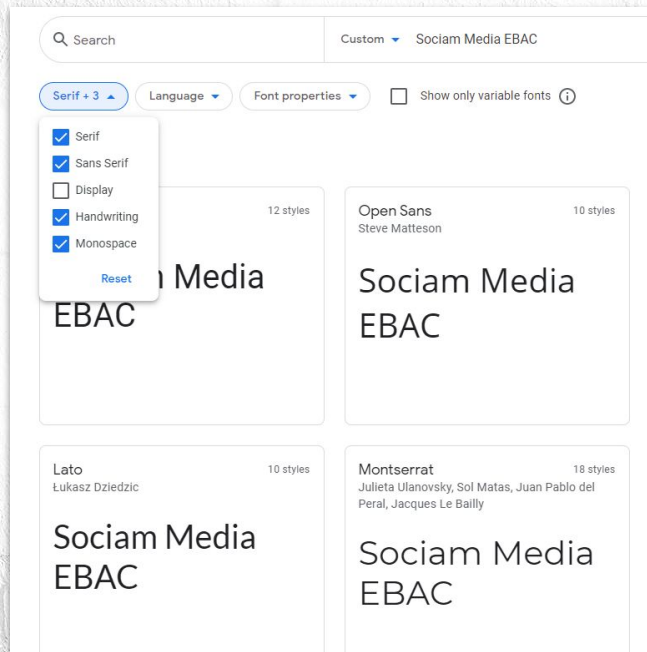 Search
Custom Sociam Media EBAC
Serif + 3 Language Font properties Show only variable fonts
Serif
Sans Serif
Display
Handwriting
Monospace
Reset
12 styles
Media
EBAC
Open Sans 10 styles
Steve Matteson
Sociam Media
EBAC
Lato 10 styles
Łukasz Dziedzic
Sociam Media
EBAC
Montserrat 18 styles
Julieta Ulanovsky, Sol Matas, Juan Pablo del
Peral, Jacques Le Bailly
Sociam Media
EBAC